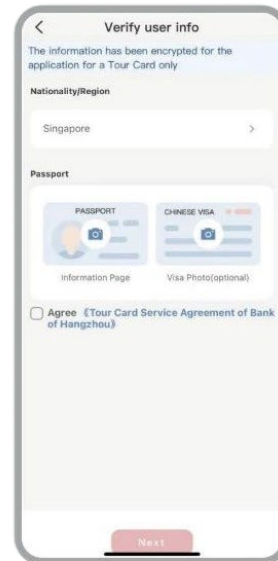 Verify user info
The information has been encrypted for the
application for a Tour Card only
Nationality/Region
Singapore
Passport
PASSPORT
CHINESE VISA
Information Page
Visa Photo(optional)
Agree 《Tour Card Service Agreement of Bank
of Hangzhou》
Next